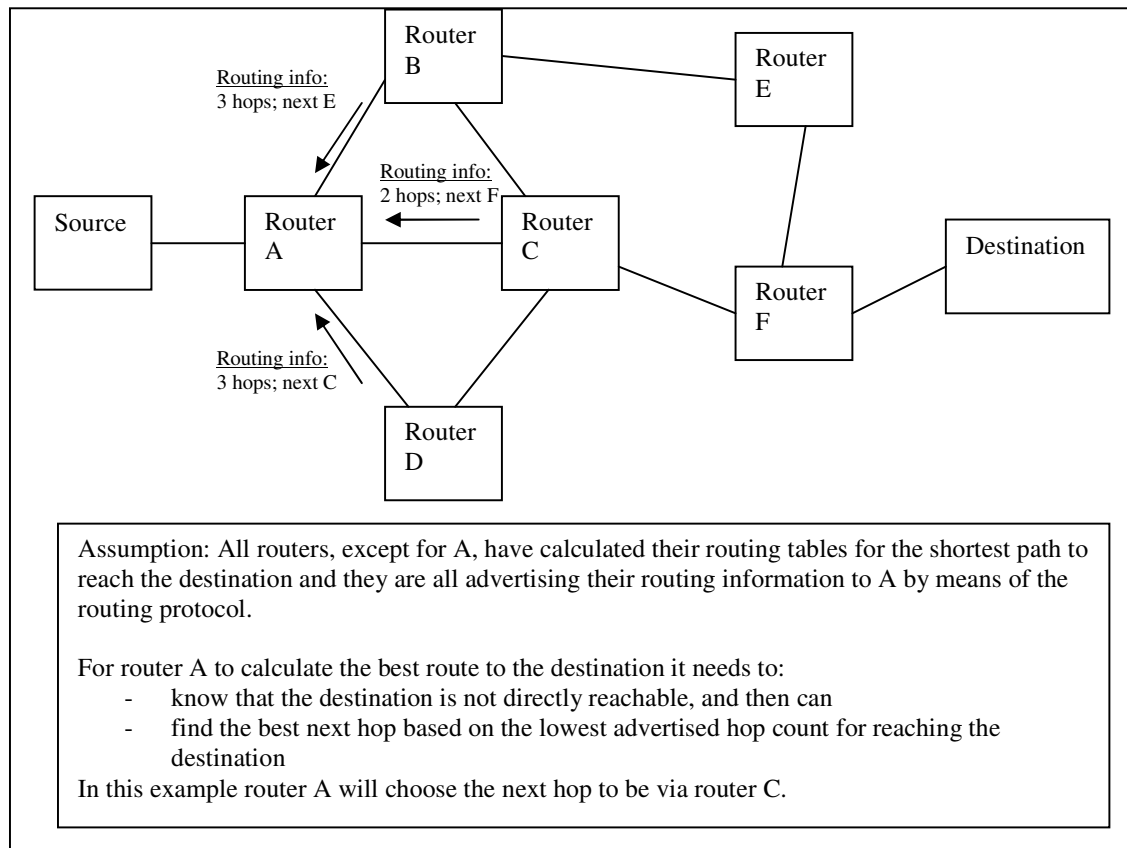 Router
B
Router
E
Routing info:
3 hops; next E
Routing info:
2 hops; next F
Source
Router
A
Router
C
Destination
Router
F
Routing info:
3 hops; next C
Router
D
Assumption: All routers, except for A, have calculated their routing tables for the shortest path to
reach the destination and they are all advertising their routing information to A by means of the
routing protocol.
For router A to calculate the best route to the destination it needs to:
- know that the destination is not directly reachable, and then can
- find the best next hop based on the lowest advertised hop count for reaching the
destination
In this example router A will choose the next hop to be via router C.